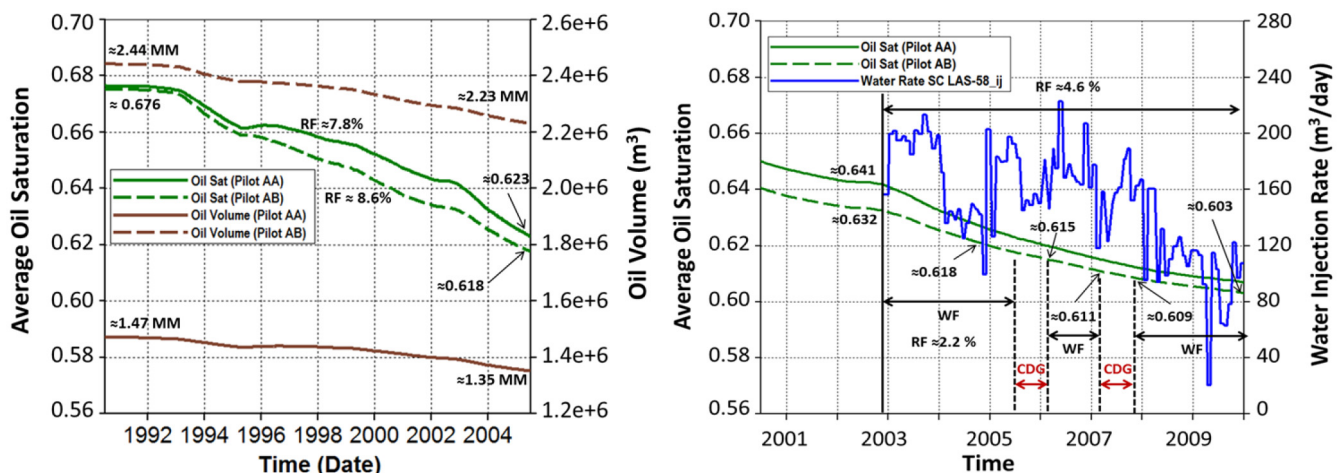 0.70
0.68
0.66
0.64
0.62
0.60
0.58
0.56
Average Oil Saturation
2.6e+6
2.4e+6
2.2e+6
2.0e+6
1.8e+6
1.6e+6
1.4e+6
1.2e+6
Oil Volume (m³)
≈2.44 MM
≈ 0.676
RF ≈7.8%
≈2.23 MM
Oil Sat (Pilot AA)
Oil Sat (Pilot AB)
Oil Volume (Pilot AA)
Oil Volume (Pilot AB)
RF ≈ 8.6%
≈0.623
≈0.618
≈1.47 MM
≈1.35 MM
1992 1994 1996 1998 2000 2002 2004
Time (Date)
0.70
0.68
0.66
0.64
0.62
0.60
0.58
0.56
Average Oil Saturation
280
240
200
160
120
80
40
0
Water Injection Rate (m³/day)
Oil Sat (Pilot AA)
Oil Sat (Pilot AB)
Water Rate SC LAS-58_ij
RF ≈4.6 %
≈0.641
≈0.632
≈0.615
≈0.603
≈0.618
≈0.611
≈0.609
WF
WF
WF
RF ≈2.2 %
CDG
CDG
2001 2003 2005 2007 2009
Time